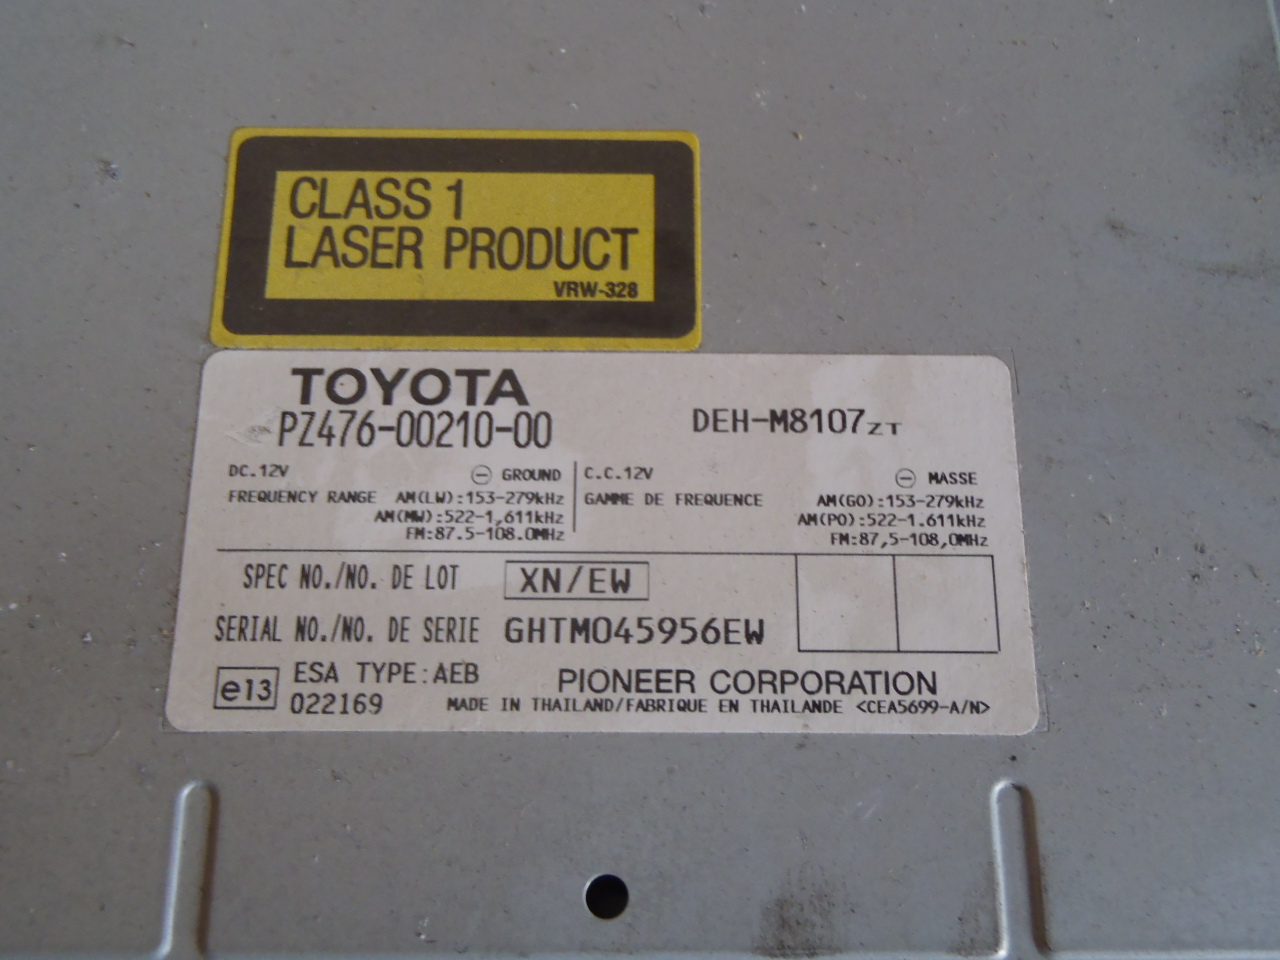 CLASS 1
LASER PRODUCT
VRW-328
TOYOTA
PZ476-00210-00
DEH-M8107ZT
DC.12V ⊖ GROUND
FREQUENCY RANGE AM(LW):153-279kHz
AM(MW):522-1,611kHz
FM:87.5-108.0MHz
C.C.12V ⊖ MASSE
GAMME DE FREQUENCE AM(GO):153-279kHz
AM(PO):522-1.611kHz
FM:87,5-108,0MHz
SPEC NO./NO. DE LOT XN/EW
SERIAL NO./NO. DE SERIE GHTM045956EW
e13
ESA TYPE:AEB
022169
PIONEER CORPORATION
MADE IN THAILAND/FABRIQUE EN THAILANDE <CEA5699-A/N>